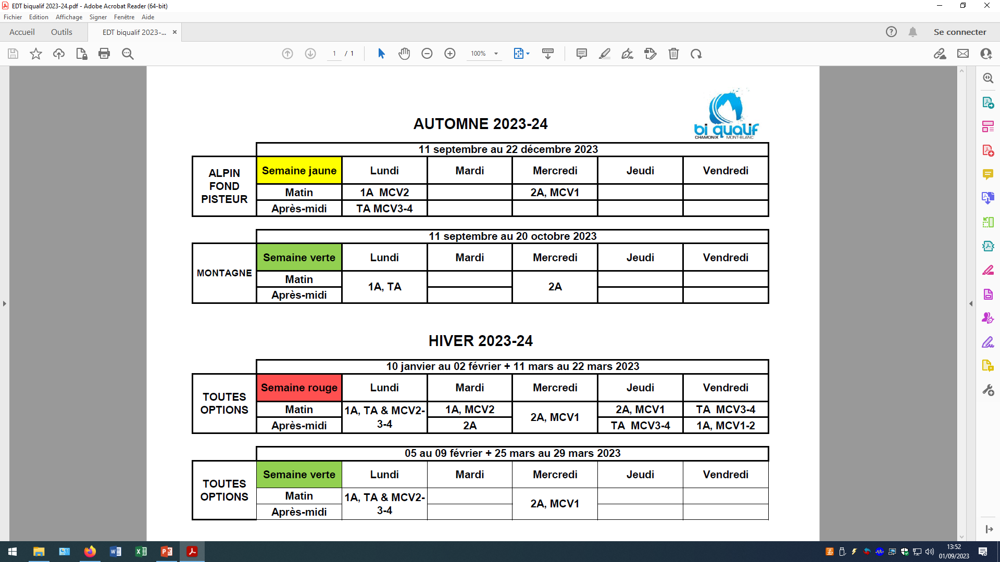 EDT biqualif 2023-24.pdf - Adobe Acrobat Reader (64-bit)
Fichier Edition Affichage Signer Fenêtre Aide
Accueil Outils EDT biqualif 2023-... × Se connecter
1 / 1 100%
bi qualif
CHAMONIX MONT-BLANC
AUTOMNE 2023-24
11 septembre au 22 décembre 2023
ALPIN
FOND
PISTEUR
Semaine jaune Lundi Mardi Mercredi Jeudi Vendredi
Matin 1A MCV2 2A, MCV1
Après-midi TA MCV3-4
11 septembre au 20 octobre 2023
MONTAGNE
Semaine verte Lundi Mardi Mercredi Jeudi Vendredi
Matin
Après-midi
1A, TA 2A
HIVER 2023-24
10 janvier au 02 février + 11 mars au 22 mars 2023
TOUTES
OPTIONS
Semaine rouge Lundi Mardi Mercredi Jeudi Vendredi
Matin 1A, TA & MCV2- 1A, MCV2 2A, MCV1 2A, MCV1 TA MCV3-4
Après-midi 3-4 2A TA MCV3-4 1A, MCV1-2
05 au 09 février + 25 mars au 29 mars 2023
TOUTES
OPTIONS
Semaine verte Lundi Mardi Mercredi Jeudi Vendredi
Matin 1A, TA & MCV2- 2A, MCV1
Après-midi 3-4
13:52
01/09/2023